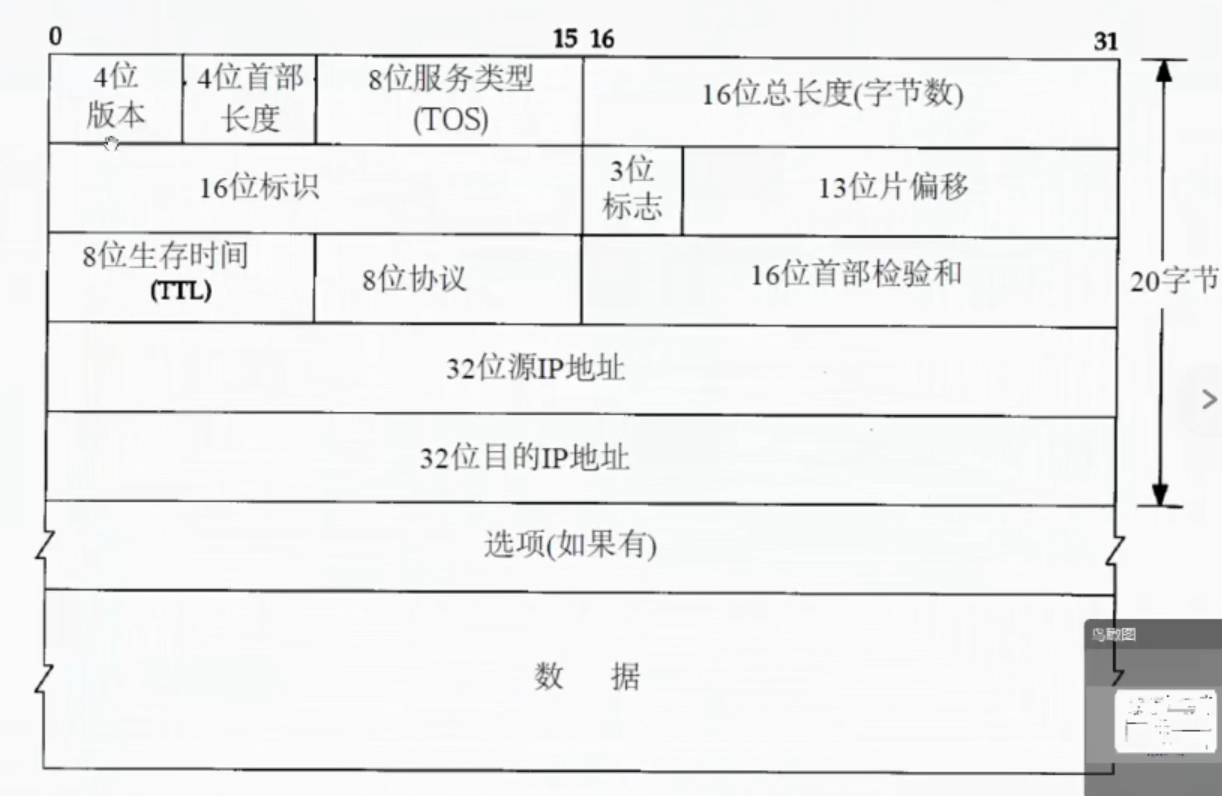 0
15 16
31
4位
版本
4位首部
长度
8位服务类型
(TOS)
16位总长度(字节数)
16位标识
3位
标志
13位片偏移
8位生存时间
(TTL)
8位协议
16位首部检验和
20字节
32位源IP地址
32位目的IP地址
选项(如果有)
数 据
鸟瞰图